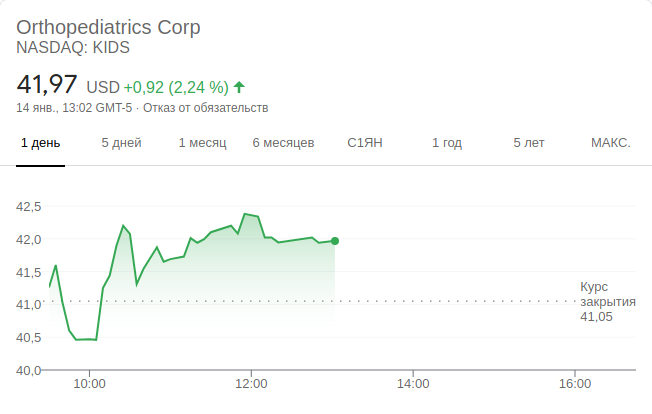 Orthopediatrics Corp
NASDAQ: KIDS
41,97 USD +0,92 (2,24 %)
14 янв., 13:02 GMT-5 · Отказ от обязательств
1 день 5 дней 1 месяц 6 месяцев С1ЯН 1 год 5 лет МАКС.
42,5
42,0
41,5
41,0
40,5
40,0
Курс
закрытия
41,05
10:00 12:00 14:00 16:00